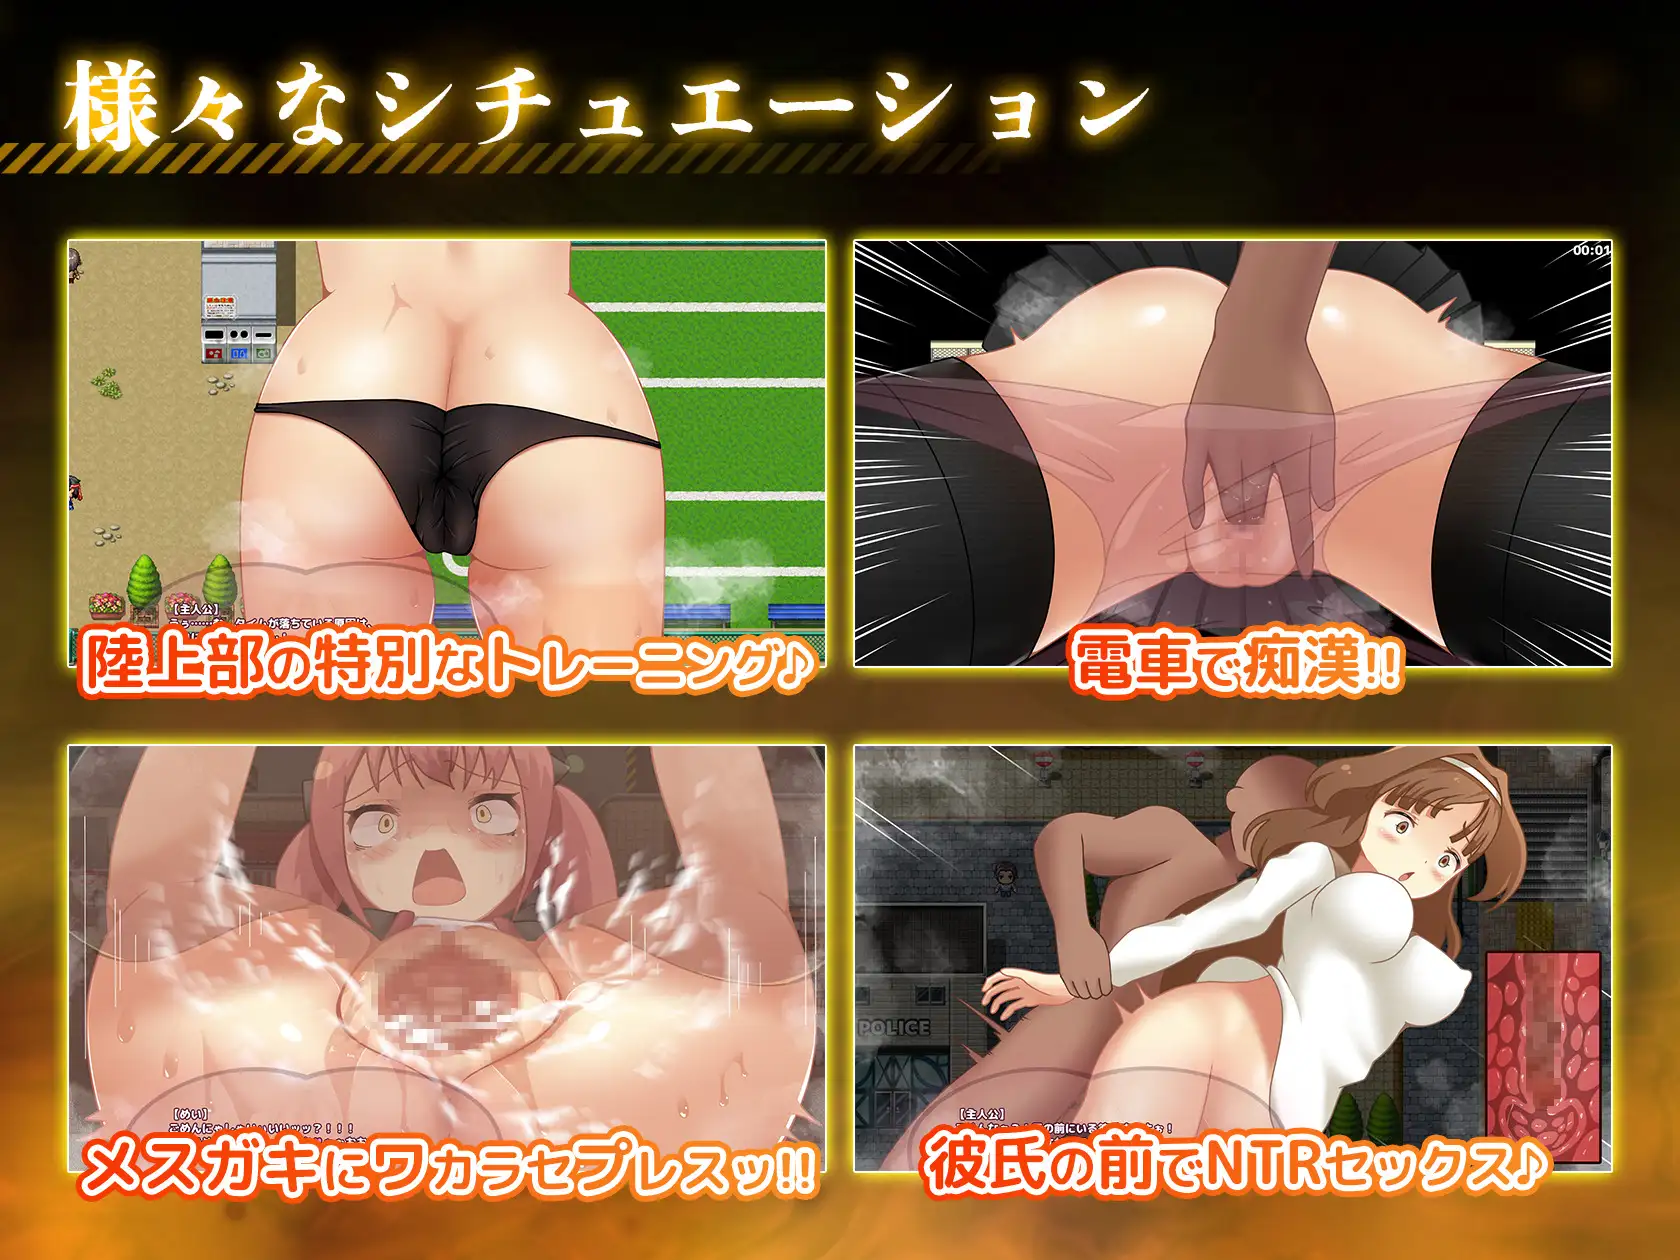 様々なシチュエーション
00:01
【主人公】
陸上部の特別なトレーニング♪
電車で痴漢!!
POLICE
【めい】
メスガキにワカラセプレスッ!!
【主人公】
彼氏の前でNTRセックス♪